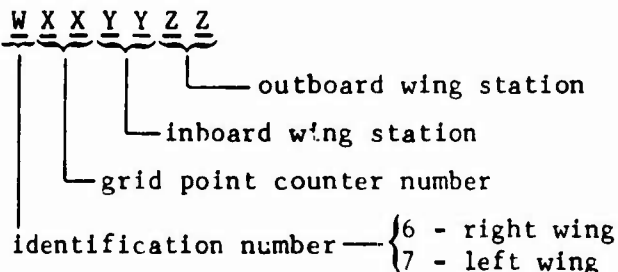 W X X Y Y Z Z
outboard wing station
inboard wing station
grid point counter number
identification number — {6 - right wing
7 - left wing